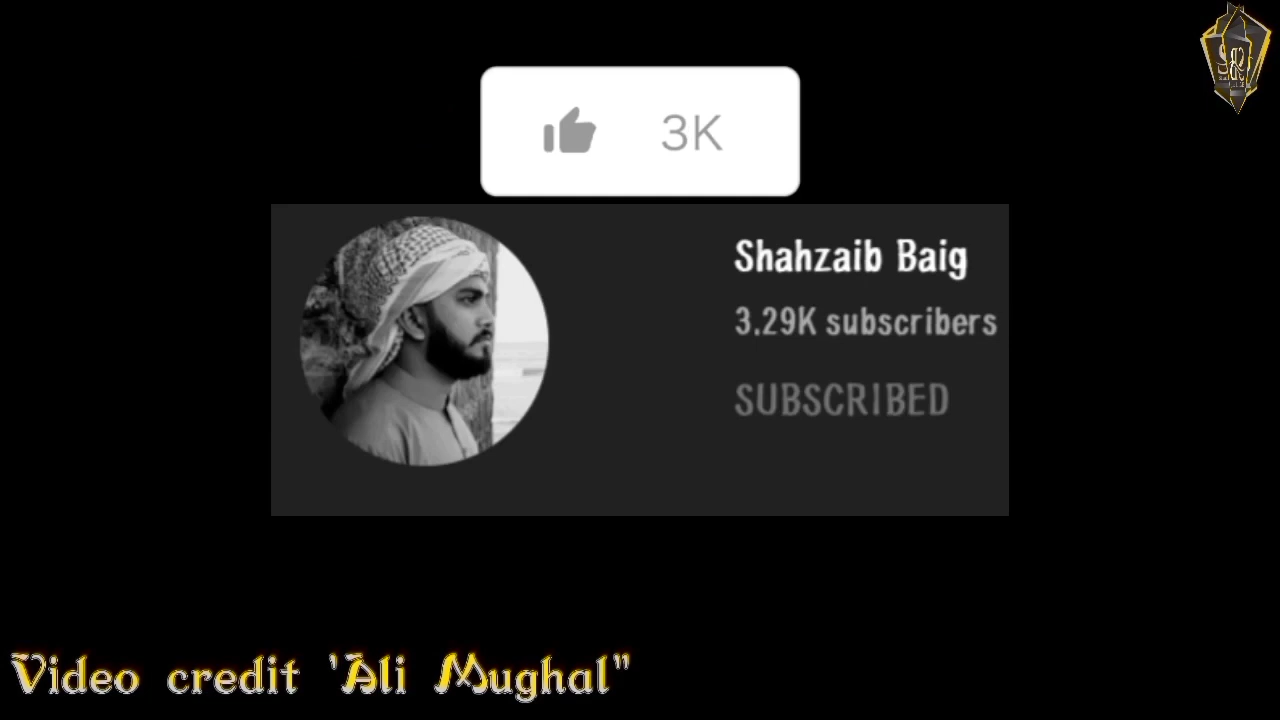 3K
Shahzaib Baig
3.29K subscribers
SUBSCRIBED
Video credit 'Ali Mughal"